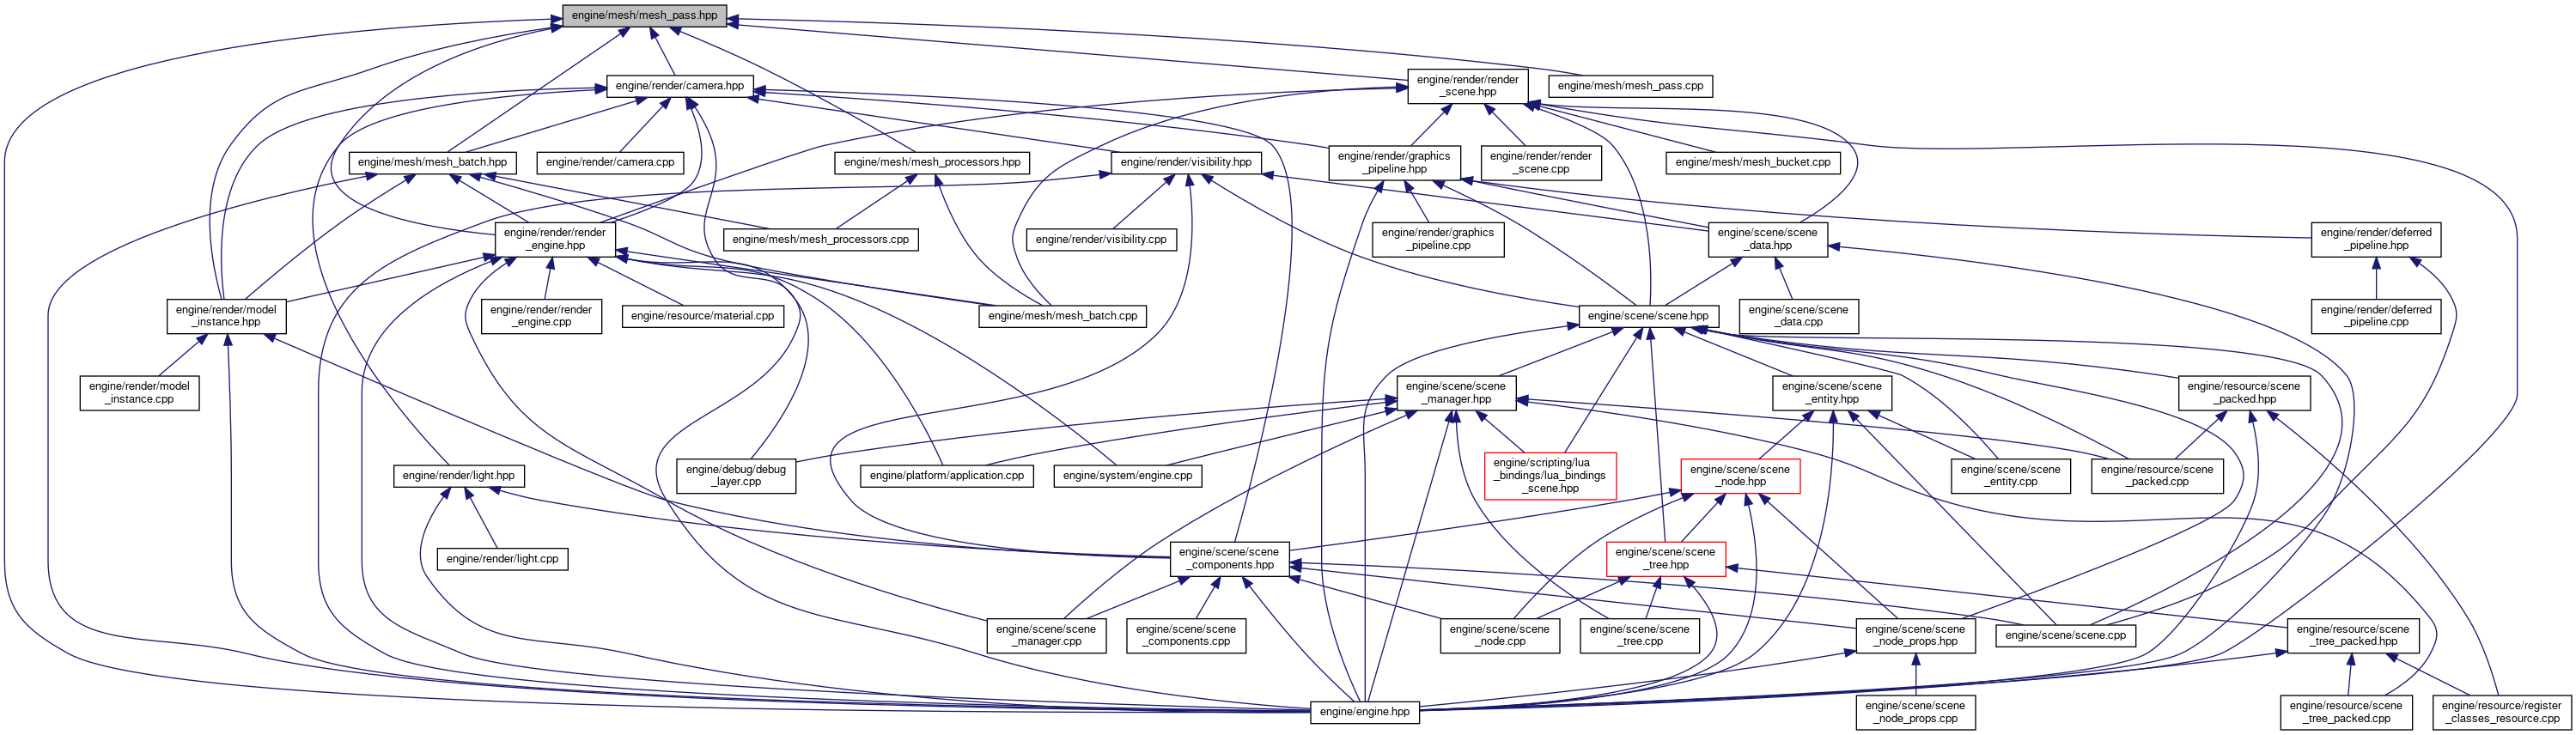 engine/mesh/mesh_pass.hpp
engine/render/camera.hpp
engine/render/render
_scene.hpp
engine/mesh/mesh_pass.cpp
engine/mesh/mesh_batch.hpp
engine/render/camera.cpp
engine/mesh/mesh_processors.hpp
engine/render/visibility.hpp
engine/render/graphics
_pipeline.hpp
engine/render/render
_scene.cpp
engine/mesh/mesh_bucket.cpp
engine/render/render
_engine.hpp
engine/mesh/mesh_processors.cpp
engine/render/visibility.cpp
engine/render/graphics
_pipeline.cpp
engine/scene/scene
_data.hpp
engine/render/deferred
_pipeline.hpp
engine/render/model
_instance.hpp
engine/render/render
_engine.cpp
engine/resource/material.cpp
engine/mesh/mesh_batch.cpp
engine/scene/scene.hpp
engine/scene/scene
_data.cpp
engine/render/deferred
_pipeline.cpp
engine/render/model
_instance.cpp
engine/scene/scene
_manager.hpp
engine/scene/scene
_entity.hpp
engine/resource/scene
_packed.hpp
engine/render/light.hpp
engine/debug/debug
_layer.cpp
engine/platform/application.cpp
engine/system/engine.cpp
engine/scripting/lua
_bindings/lua_bindings
_scene.hpp
engine/scene/scene
_node.hpp
engine/scene/scene
_entity.cpp
engine/resource/scene
_packed.cpp
engine/render/light.cpp
engine/scene/scene
_components.hpp
engine/scene/scene
_tree.hpp
engine/scene/scene
_manager.cpp
engine/scene/scene
_components.cpp
engine/scene/scene
_node.cpp
engine/scene/scene
_tree.cpp
engine/scene/scene
_node_props.hpp
engine/scene/scene.cpp
engine/resource/scene
_tree_packed.hpp
engine/engine.hpp
engine/scene/scene
_node_props.cpp
engine/resource/scene
_tree_packed.cpp
engine/resource/register
_classes_resource.cpp